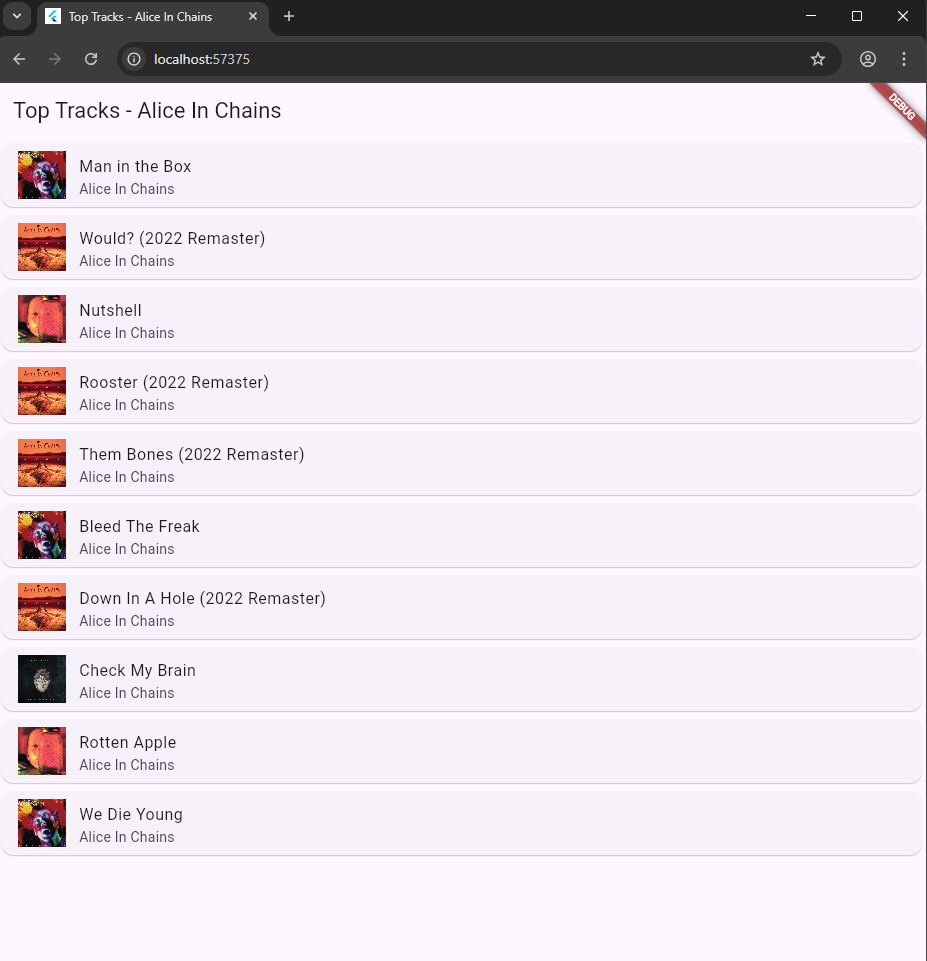 Top Tracks - Alice In Chains
localhost:57375
Top Tracks - Alice In Chains
DEBUG
Man in the Box
Alice In Chains
Would? (2022 Remaster)
Alice In Chains
Nutshell
Alice In Chains
Rooster (2022 Remaster)
Alice In Chains
Them Bones (2022 Remaster)
Alice In Chains
Bleed The Freak
Alice In Chains
Down In A Hole (2022 Remaster)
Alice In Chains
Check My Brain
Alice In Chains
Rotten Apple
Alice In Chains
We Die Young
Alice In Chains